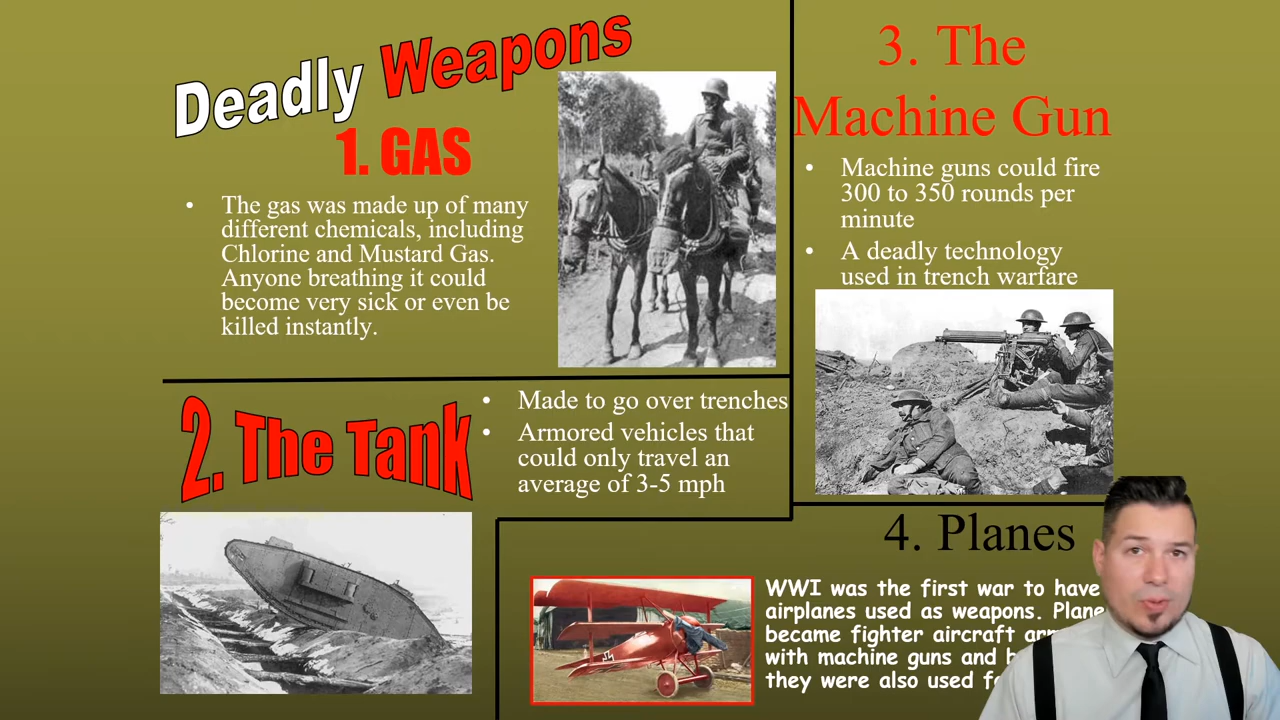 Deadly Weapons
1. GAS
• The gas was made up of many
different chemicals, including
Chlorine and Mustard Gas.
Anyone breathing it could
become very sick or even be
killed instantly.
2. The Tank
• Made to go over trenches
• Armored vehicles that
could only travel an
average of 3-5 mph
3. The
Machine Gun
• Machine guns could fire
300 to 350 rounds per
minute
• A deadly technology
used in trench warfare
4. Planes
WWI was the first war to have
airplanes used as weapons. Plane
became fighter aircraft
with machine guns and
they were also used